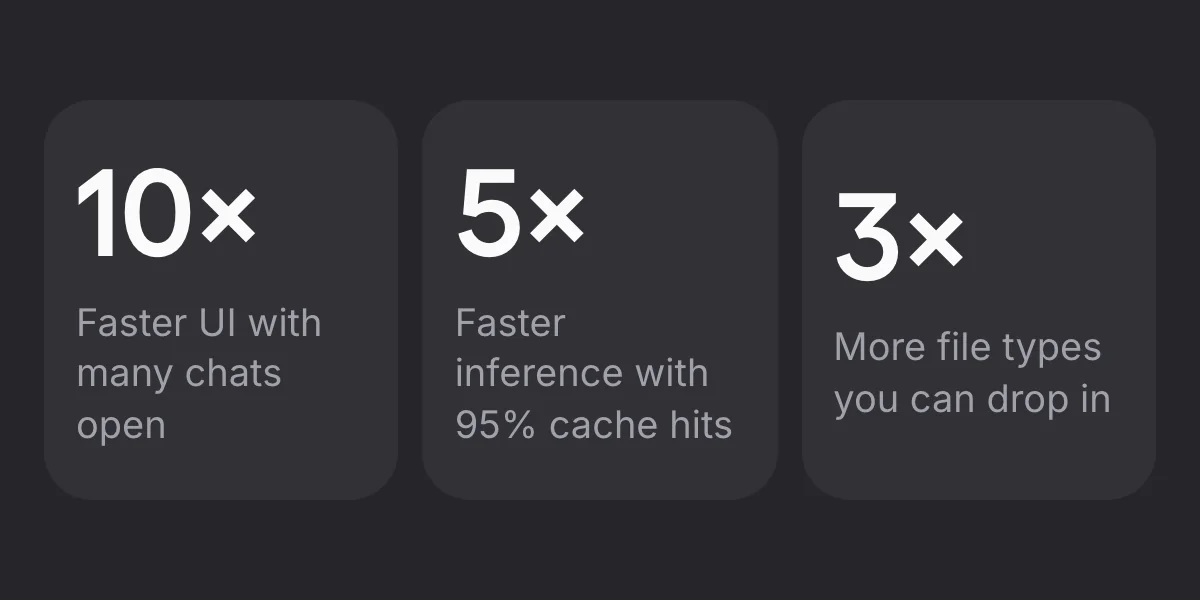 10×
Faster UI with
many chats
open
5×
Faster
inference with
95% cache hits
3×
More file types
you can drop in